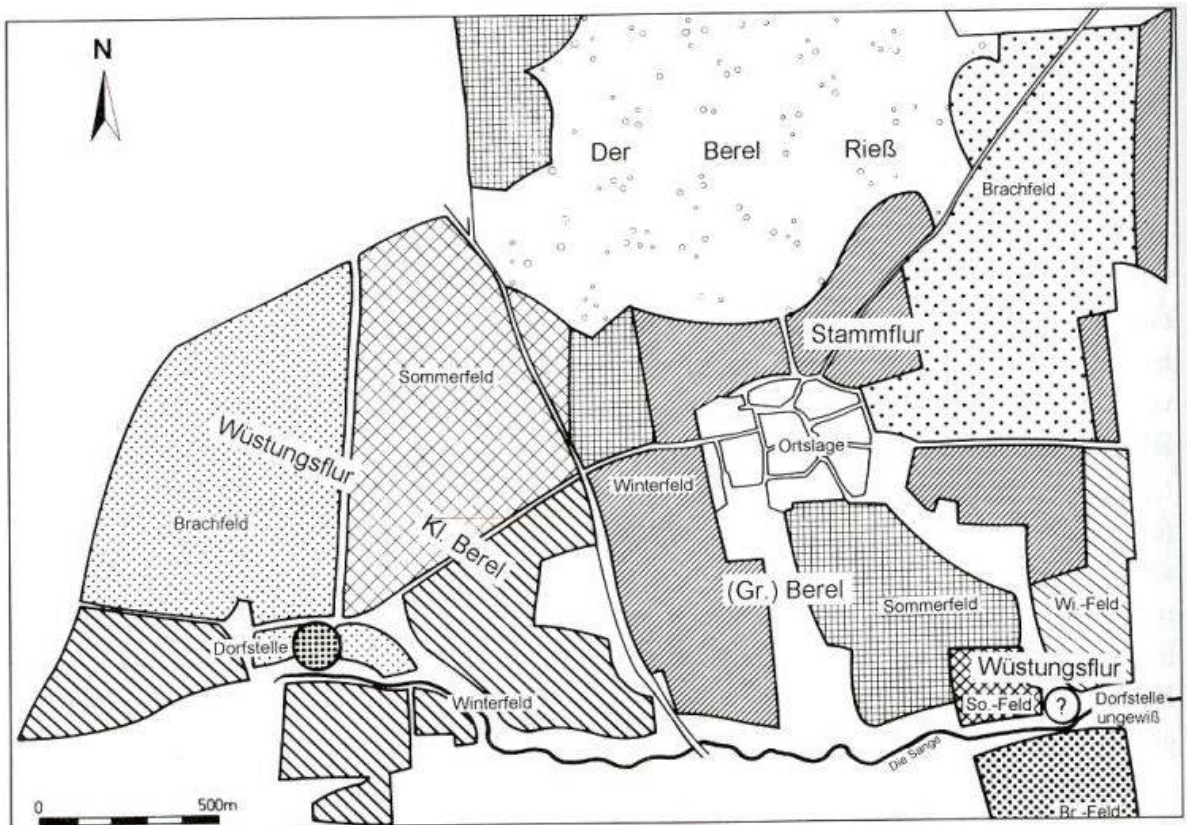 N
Der Berel Rieß
Brachfeld
Stammflur
Sommerfeld
Wüstungsflur
Ortslage
Winterfeld
Brachfeld
Kl. Berel
(Gr.) Berel
Sommerfeld
Wi.-Feld
Dorfstelle
Wüstungsflur
Winterfeld
So.-Feld
?
Dorfstelle
ungewiß
Die Sange
0 500m
Br.-Feld